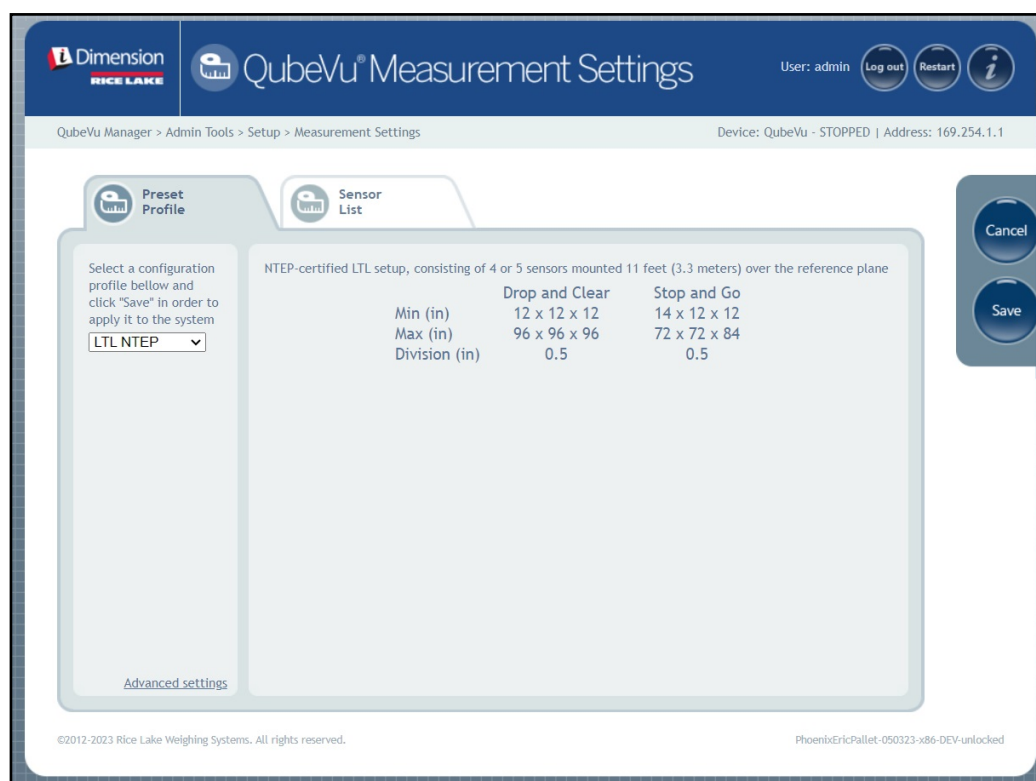 i Dimension
RICE LAKE
QubeVu® Measurement Settings
User: admin
Log out
Restart
i
QubeVu Manager > Admin Tools > Setup > Measurement Settings
Device: QubeVu - STOPPED | Address: 169.254.1.1
Preset
Profile
Sensor
List
Cancel
Save
Select a configuration
profile bellow and
click "Save" in order to
apply it to the system
LTL NTEP
Advanced settings
NTEP-certified LTL setup, consisting of 4 or 5 sensors mounted 11 feet (3.3 meters) over the reference plane
Drop and Clear Stop and Go
Min (in) 12 x 12 x 12 14 x 12 x 12
Max (in) 96 x 96 x 96 72 x 72 x 84
Division (in) 0.5 0.5
©2012-2023 Rice Lake Weighing Systems. All rights reserved.
PhoenixEricPallet-050323-x86-DEV-unlocked